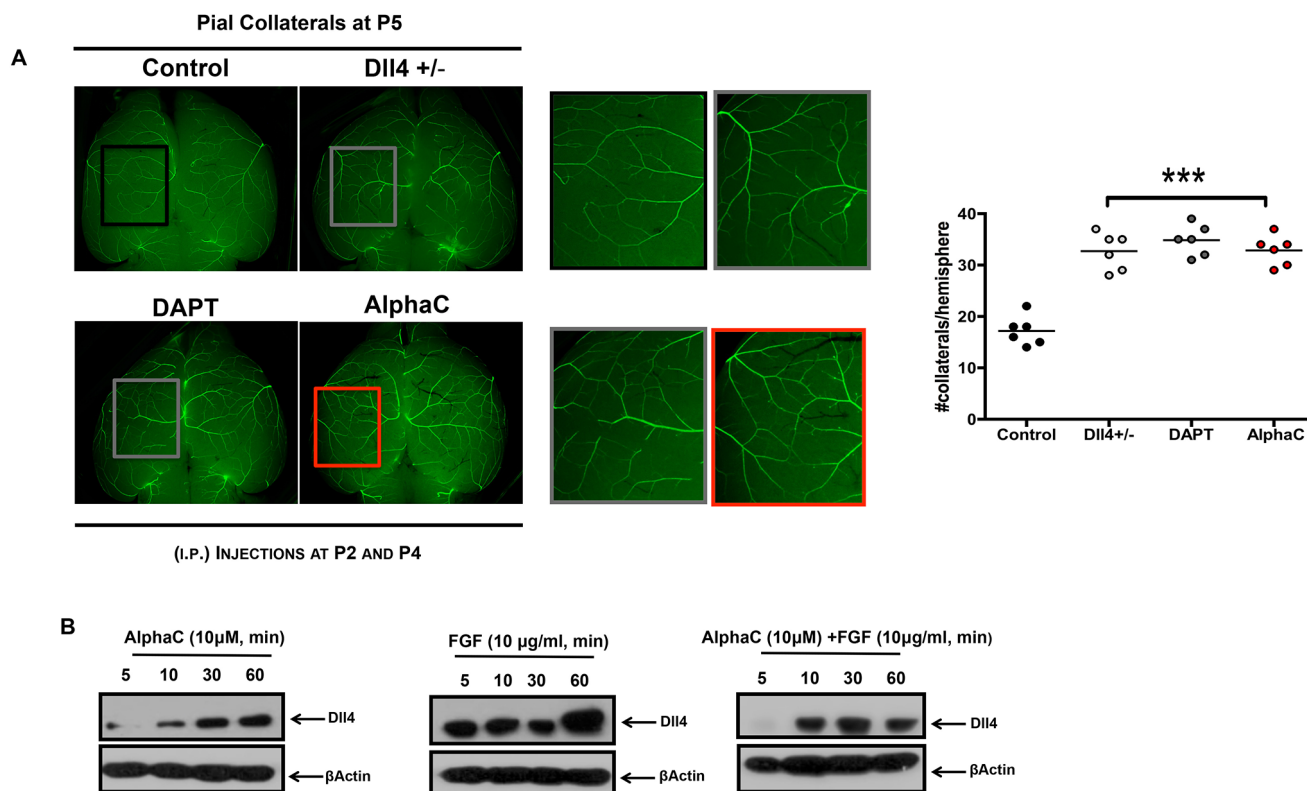 Pial Collaterals at P5
A
Control Dll4 +/-
DAPT AlphaC
(I.P.) INJECTIONS AT P2 AND P4
***
#collaterals/hemisphere
40
30
20
10
0
Control Dll4+/- DAPT AlphaC
B
AlphaC (10µM, min)
5 10 30 60
Dll4
βActin
FGF (10 µg/ml, min)
5 10 30 60
Dll4
βActin
AlphaC (10µM) +FGF (10µg/ml, min)
5 10 30 60
Dll4
βActin